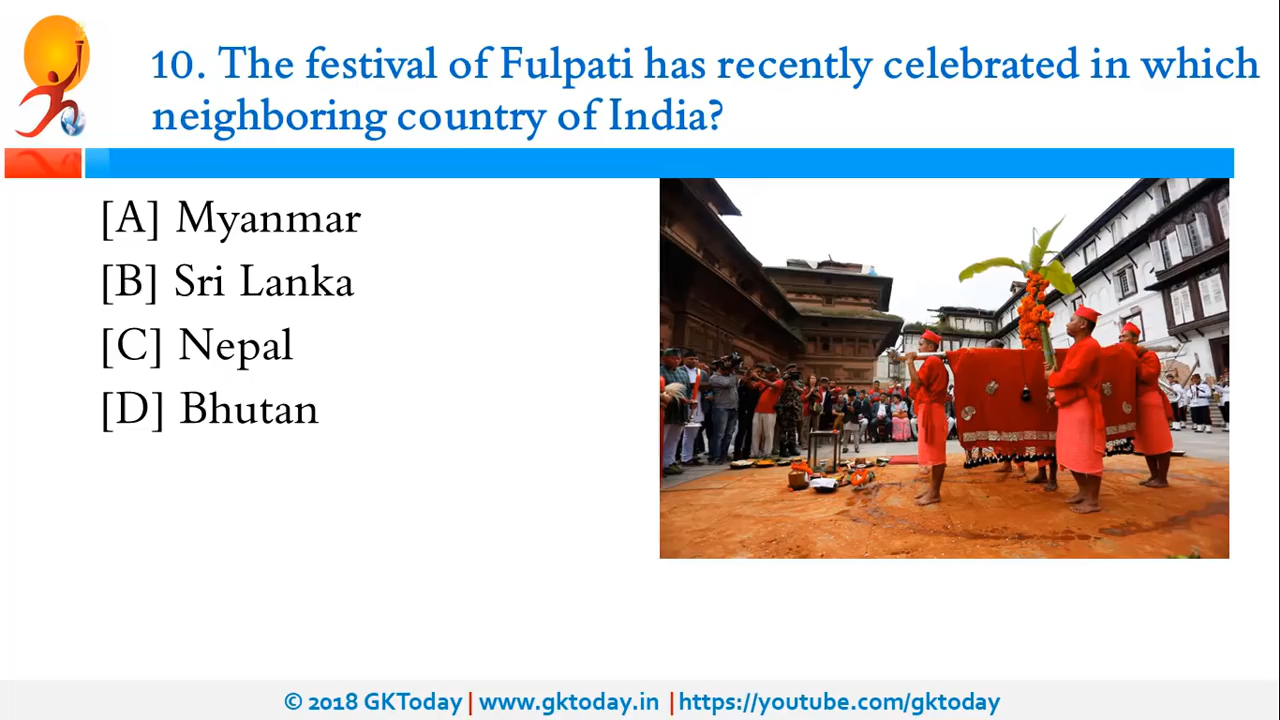 10. The festival of Fulpati has recently celebrated in which
neighboring country of India?
[A] Myanmar
[B] Sri Lanka
[C] Nepal
[D] Bhutan
© 2018 GKToday | www.gktoday.in | https://youtube.com/gktoday